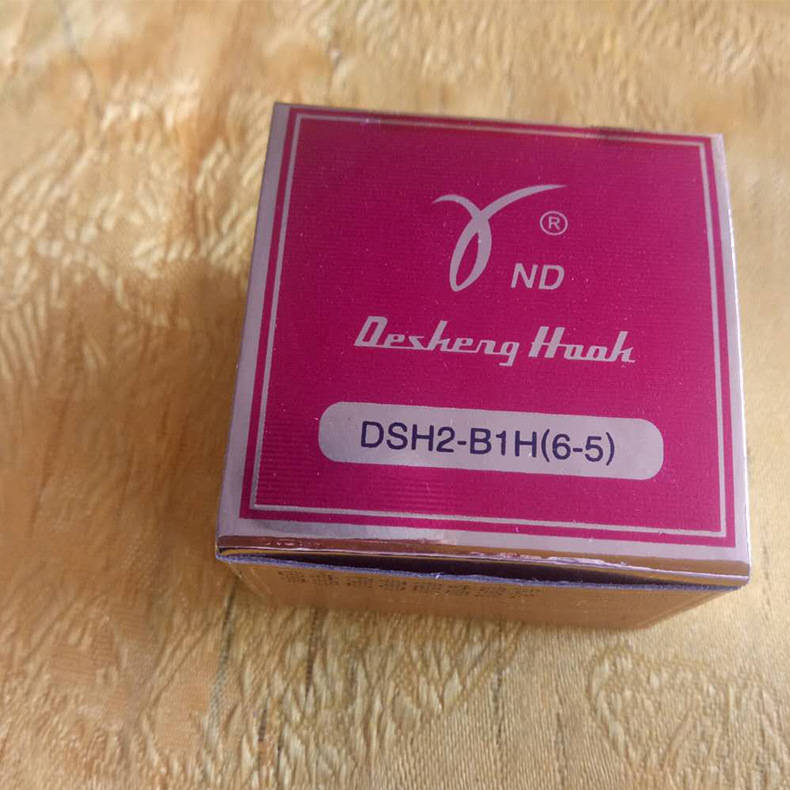 ®
ND
Desheng Hook
DSH2-B1H(6-5)